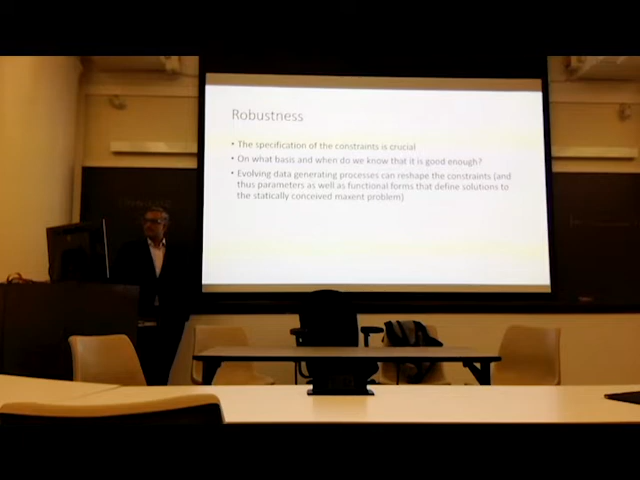 Robustness
• The specification of the constraints is crucial
• On what basis and when do we know that it is good enough?
• Evolving data generating processes can reshape the constraints (and
thus parameters as well as functional forms that define solutions to
the statically conceived maxent problem)